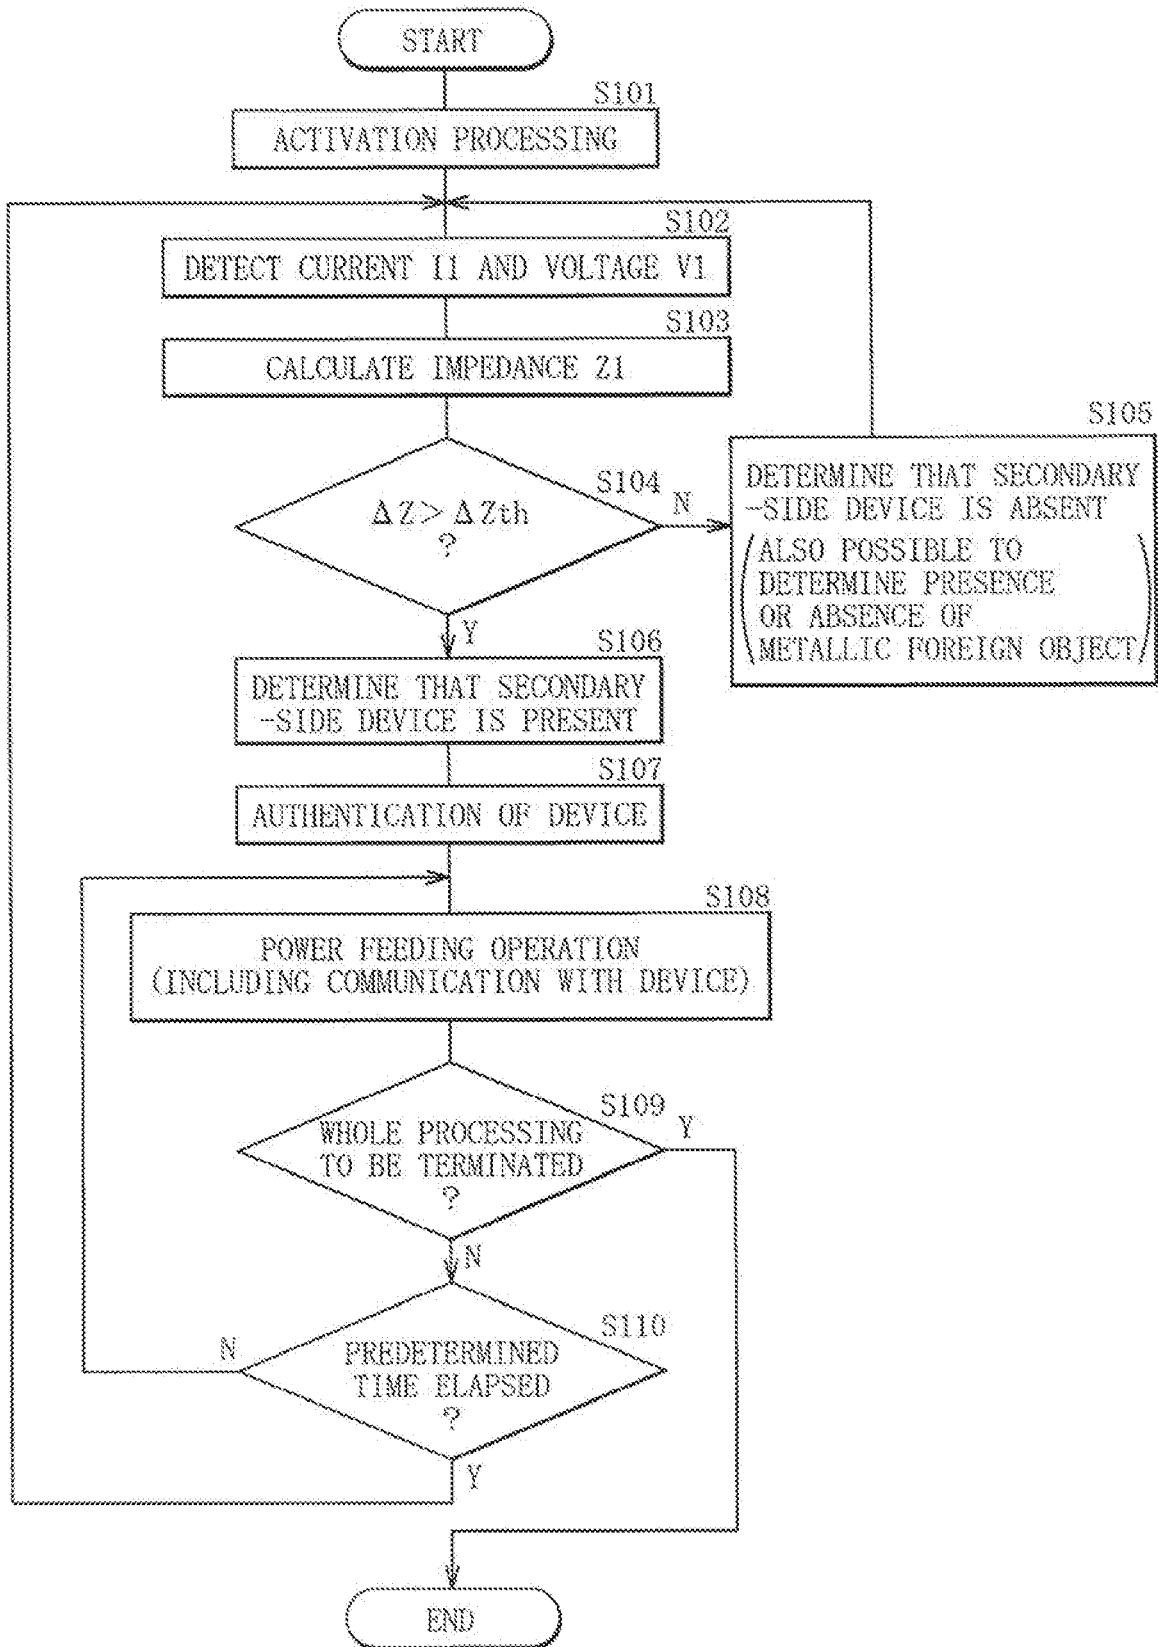 START
S101
ACTIVATION PROCESSING
S102
DETECT CURRENT I1 AND VOLTAGE V1
S103
CALCULATE IMPEDANCE Z1
S104
ΔZ> ΔZth
?
N
Y
S105
DETERMINE THAT SECONDARY
-SIDE DEVICE IS ABSENT
(ALSO POSSIBLE TO
DETERMINE PRESENCE
OR ABSENCE OF
METALLIC FOREIGN OBJECT)
S106
DETERMINE THAT SECONDARY
-SIDE DEVICE IS PRESENT
S107
AUTHENTICATION OF DEVICE
S108
POWER FEEDING OPERATION
(INCLUDING COMMUNICATION WITH DEVICE)
S109
WHOLE PROCESSING
TO BE TERMINATED
?
Y
N
S110
PREDETERMINED
TIME ELAPSED
?
N
Y
END